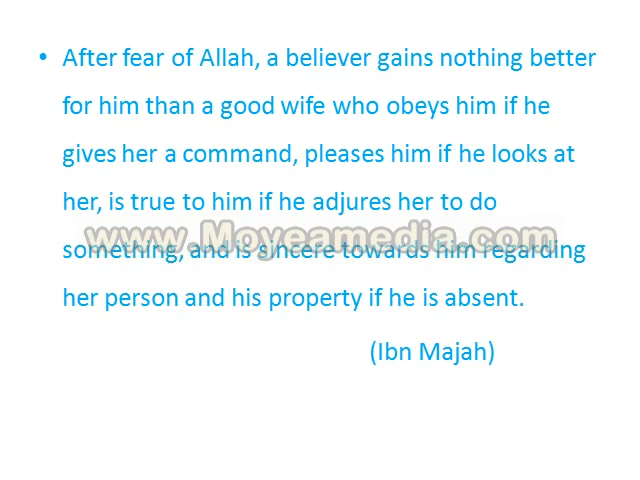 • After fear of Allah, a believer gains nothing better
for him than a good wife who obeys him if he
gives her a command, pleases him if he looks at
her, is true to him if he adjures her to do
www.Moyeamedia.com
something, and is sincere towards him regarding
her person and his property if he is absent.
(Ibn Majah)